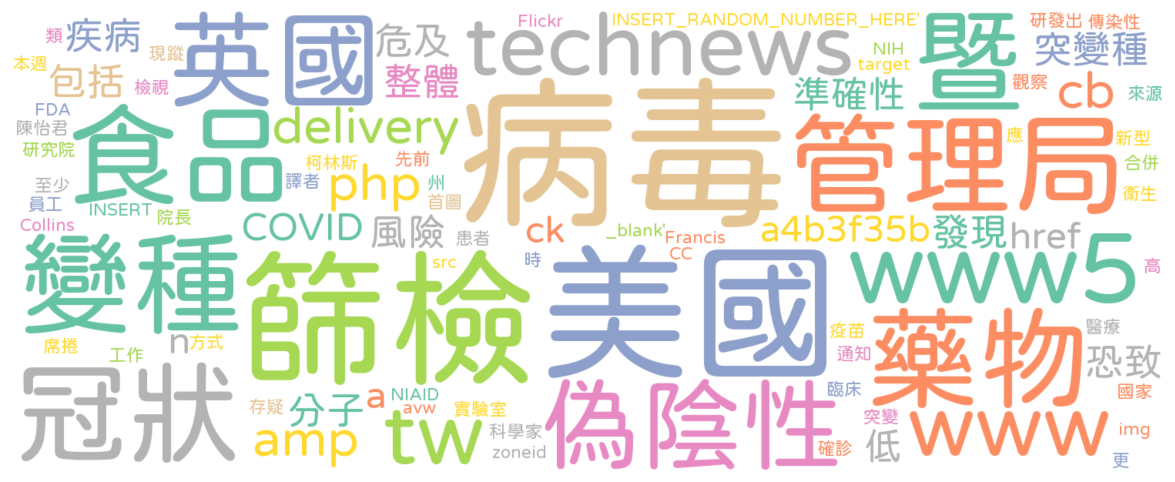 類 疾病 英國 危及 technews Flickr INSERT_RANDOM_NUMBER_HERE' 暨 研發出 傳染性
本週 現蹤 包括 檢視 整體 NIH target 突變種
FDA 準確性 觀察 cb 來源
陳怡君 食品 delivery 病毒 管理局 應 新型
研究院 柯林斯 先前 合併
至少 譯者 php 州 首圖 衛生
員工 INSERT 院長
Collins COVID 風險 患者 ck _blank' Francis a4b3f35b 發現 href
變種 篩檢 src 時 美國 CC www5 高
席捲 工作 n 方式 疫苗 藥物 醫療
通知 恐致
冠狀 存疑 分子 a NIAID avw 實驗室 偽陰性 臨床 國家
amp tw 科學家 突變 低 www img
zoneid 確診 更